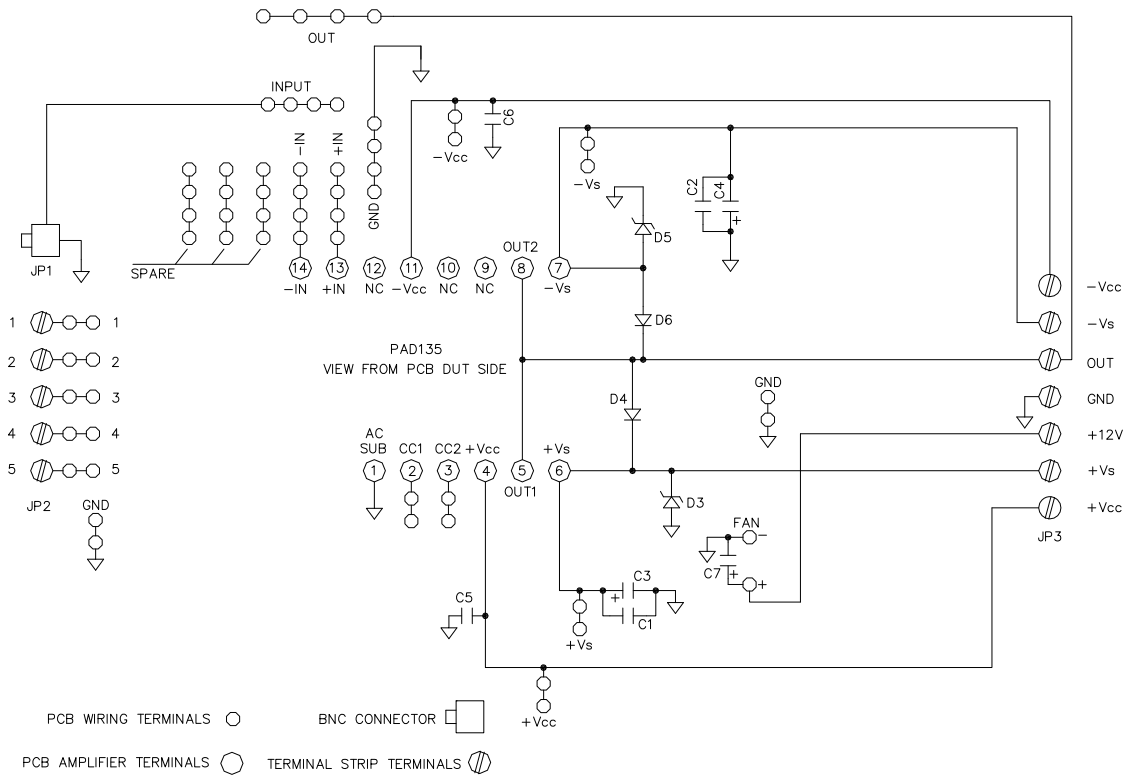 OUT
INPUT
-IN
+IN
GND
-Vcc
C6
-Vs
C2
C4
+
D5
OUT2
JP1
SPARE
14
13
12
11
10
9
8
7
-IN
+IN
NC
-Vcc
NC
NC
-Vs
-Vcc
1
1
D6
-Vs
PAD135
VIEW FROM PCB DUT SIDE
2
2
OUT
3
3
D4
GND
GND
4
4
+12V
AC
SUB
CC1
CC2
+Vcc
+Vs
5
5
1
2
3
4
5
6
+Vs
OUT1
JP2
GND
D3
+Vcc
FAN
-
JP3
C7
+
+
C3
+
C1
C5
+Vs
+Vcc
PCB WIRING TERMINALS
BNC CONNECTOR
PCB AMPLIFIER TERMINALS
TERMINAL STRIP TERMINALS